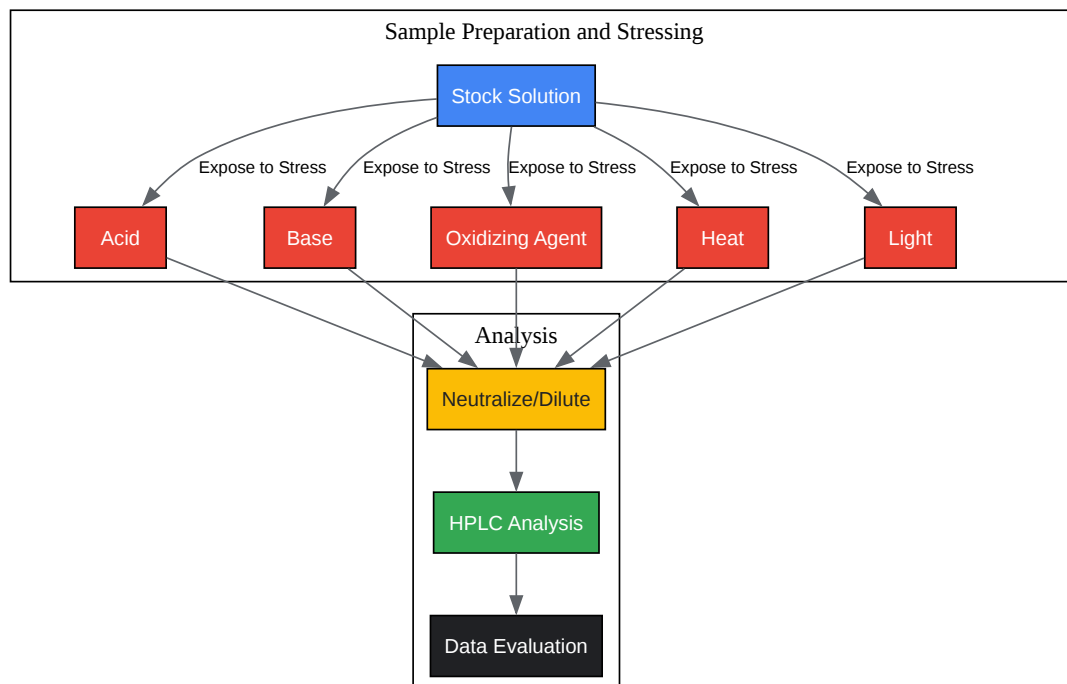 Sample Preparation and Stressing
Stock Solution
Expose to Stress
Expose to Stress
Expose to Stress
Expose to Stress
Expose to Stress
Acid
Base
Oxidizing Agent
Heat
Light
Analysis
Neutralize/Dilute
HPLC Analysis
Data Evaluation